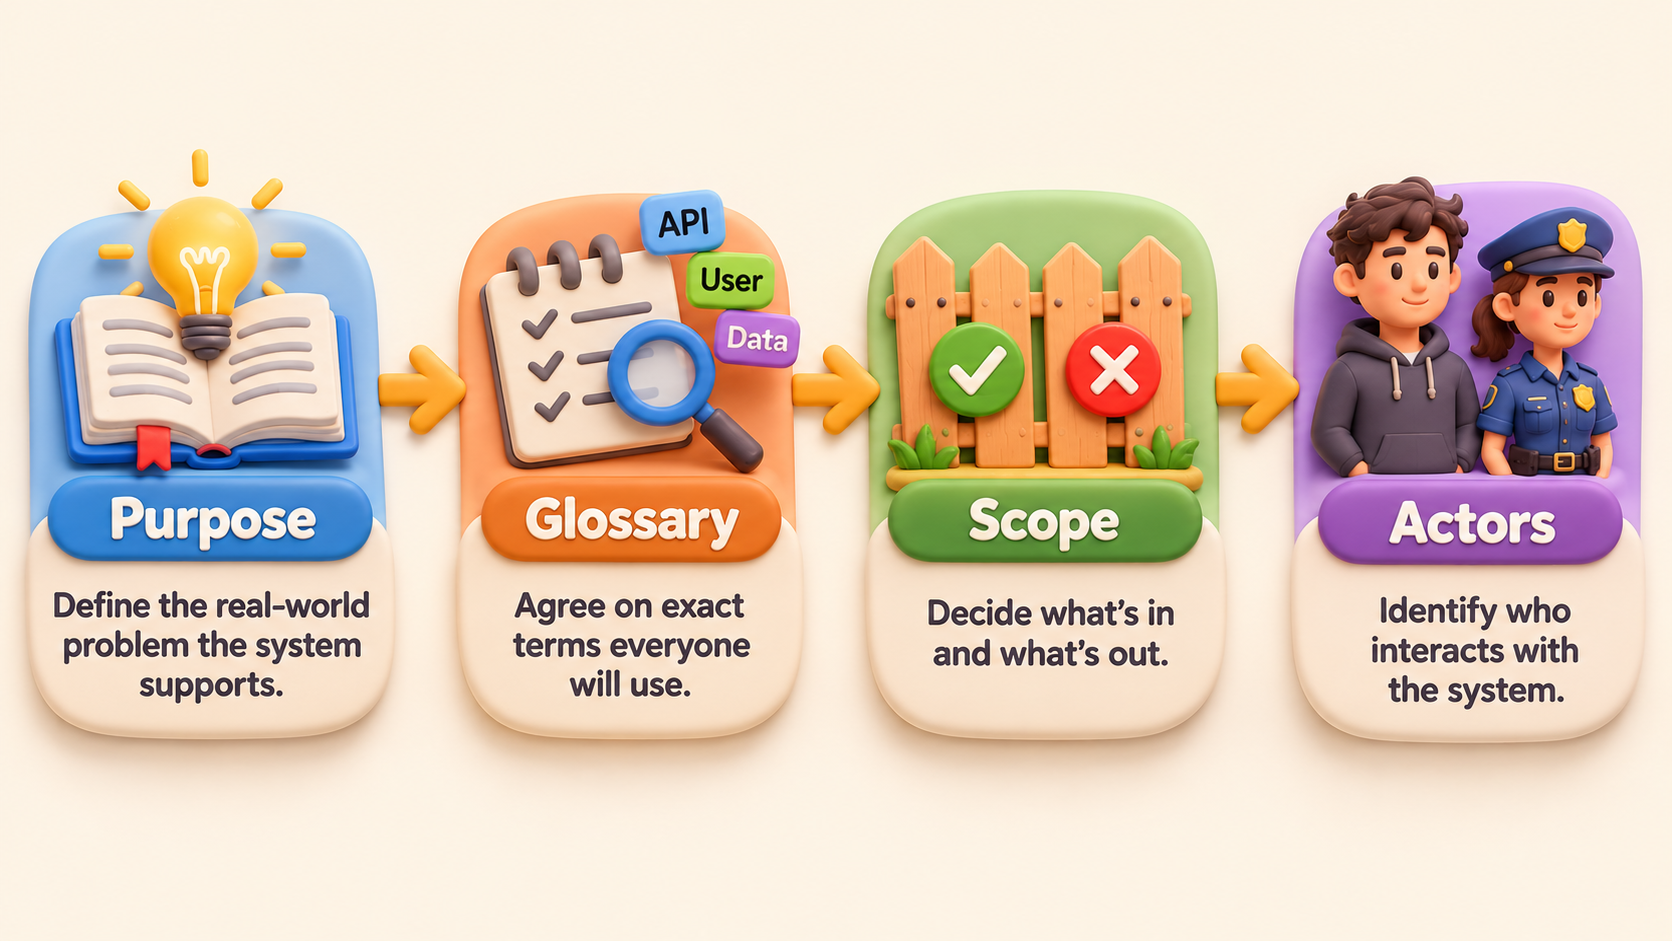 API
User
Data
Purpose
Define the real-world
problem the system
supports.
Glossary
Agree on exact
terms everyone
will use.
Scope
Decide what's in
and what's out.
Actors
Identify who
interacts with
the system.